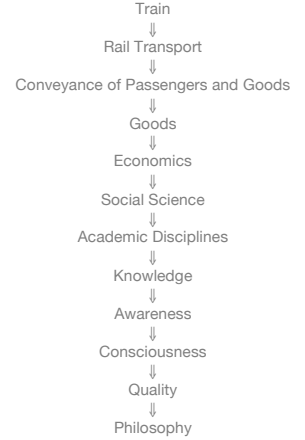 Train
⇓
Rail Transport
⇓
Conveyance of Passengers and Goods
⇓
Goods
⇓
Economics
⇓
Social Science
⇓
Academic Disciplines
⇓
Knowledge
⇓
Awareness
⇓
Consciousness
⇓
Quality
⇓
Philosophy